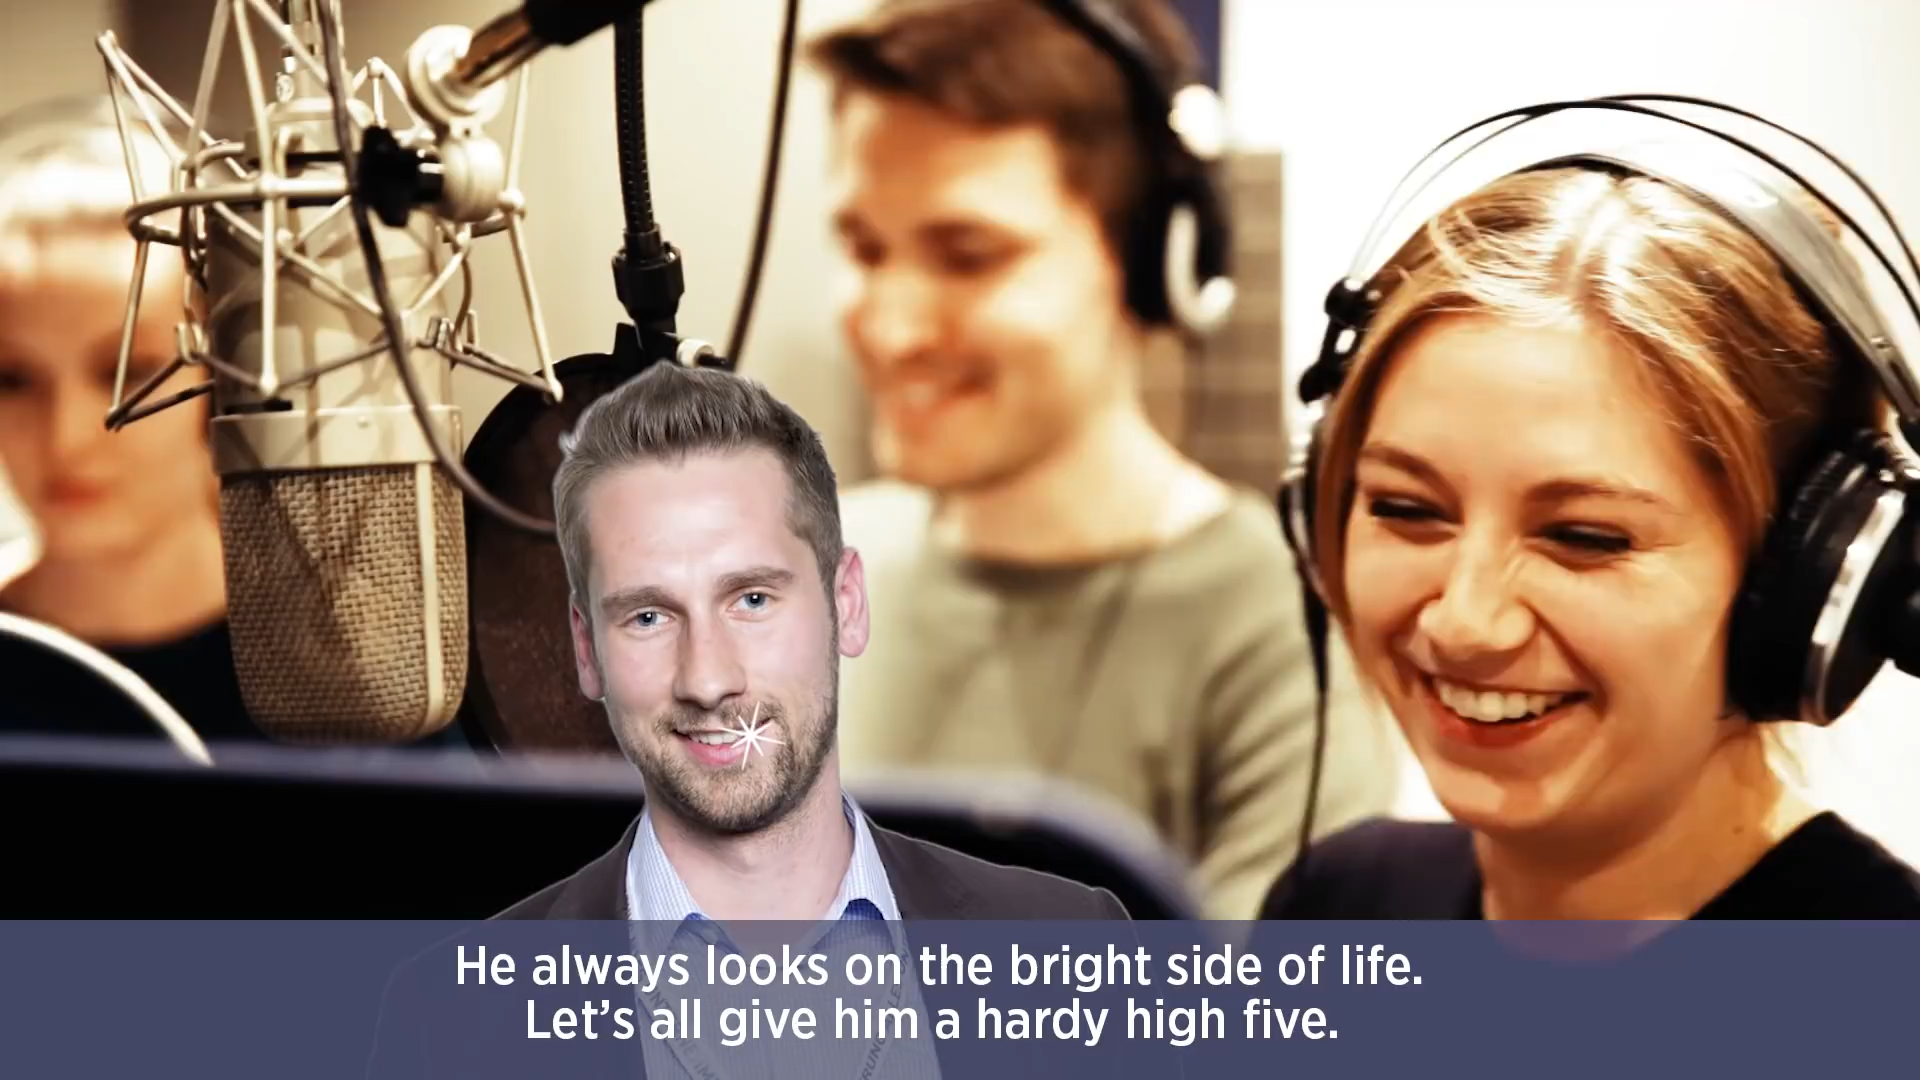 He always looks on the bright side of life.
Let's all give him a hardy high five.